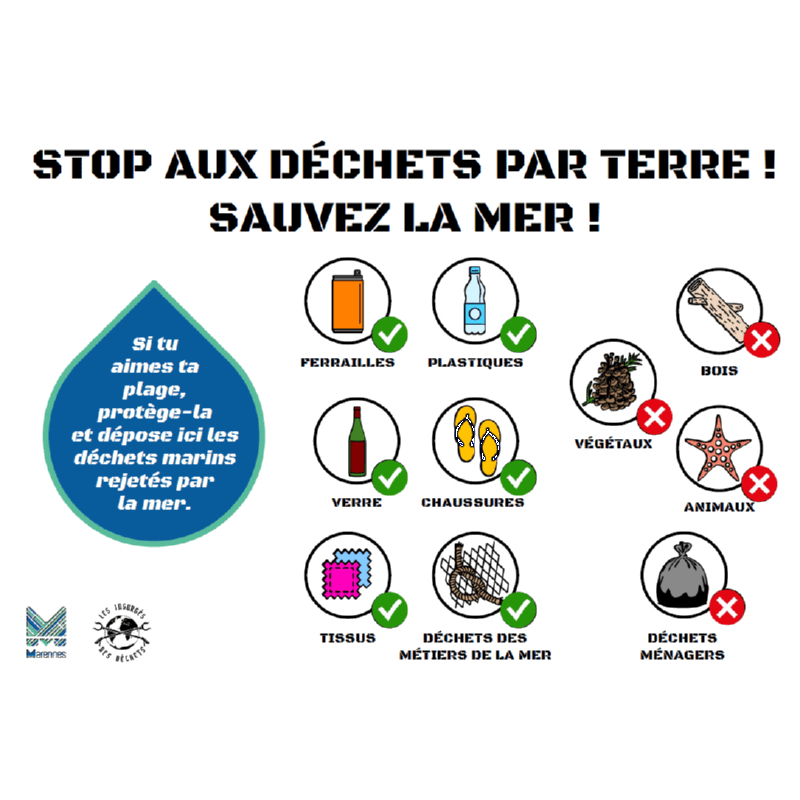 STOP AUX DÉCHETS PAR TERRE !
SAUVEZ LA MER !
Si tu
aimes ta
plage,
protège-la
et dépose ici les
déchets marins
rejetés par
la mer.
FERRAILLES
PLASTIQUES
BOIS
VÉGÉTAUX
VERRE
CHAUSSURES
ANIMAUX
TISSUS
DÉCHETS DES
MÉTIERS DE LA MER
DÉCHETS
MÉNAGERS
Marennes
LES INSURGÉS
DES DÉCHETS